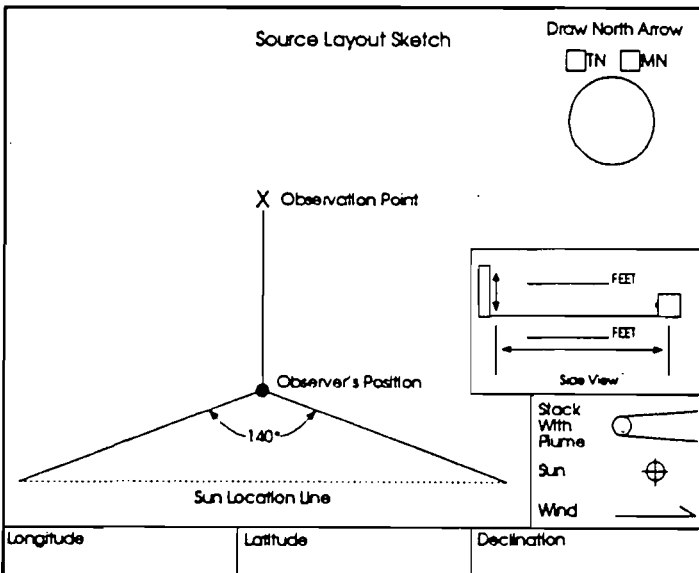 Source Layout Sketch
Draw North Arrow
TN MN
X Observation Point
FEET
FEET
Side View
Observer's Position
140°
Sun Location Line
Stack
With
Plume
Sun
Wind
Longitude Latitude Declination